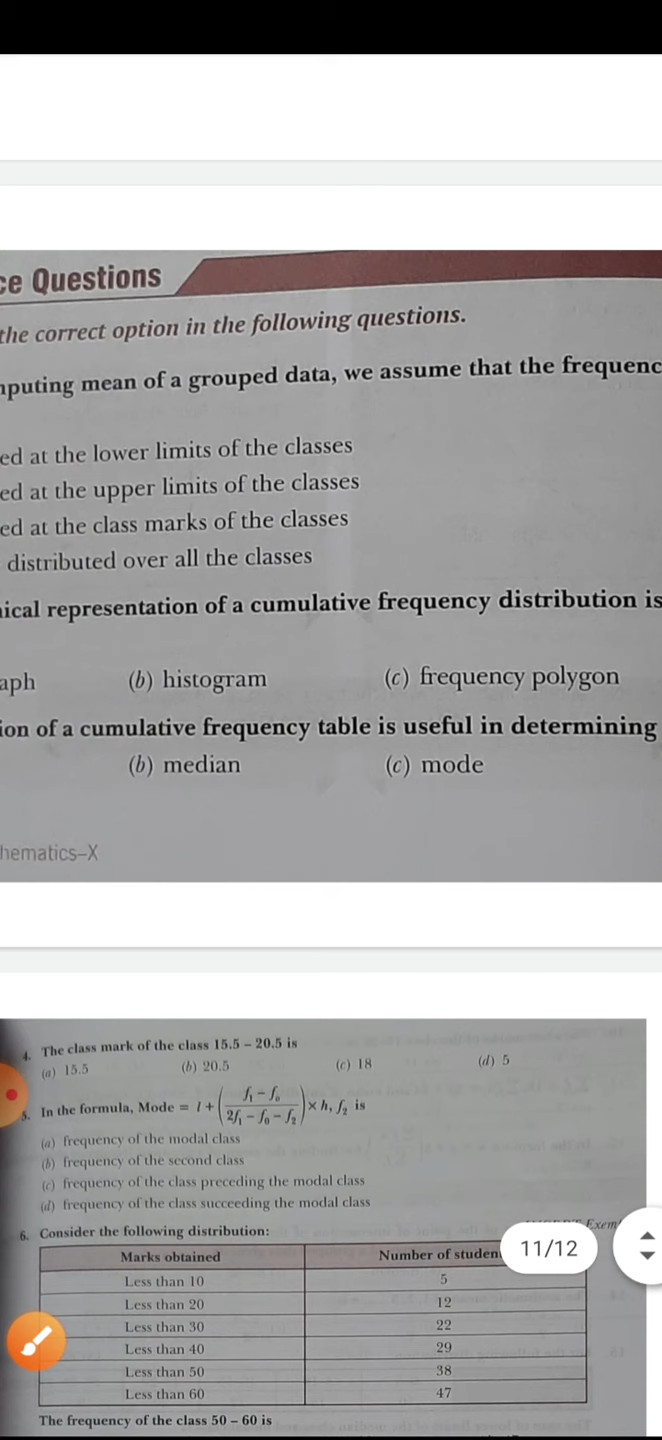 ce Questions
the correct option in the following questions.
mputing mean of a grouped data, we assume that the frequenc
ed at the lower limits of the classes
ed at the upper limits of the classes
ed at the class marks of the classes
distributed over all the classes
ical representation of a cumulative frequency distribution is
aph (b) histogram (c) frequency polygon
ion of a cumulative frequency table is useful in determining
(b) median (c) mode
hematics–X
4. The class mark of the class 15.5 – 20.5 is
(a) 15.5 (b) 20.5 (c) 18 (d) 5
5. In the formula, Mode = l + ( f₁ – f₀ / 2f₁ – f₀ – f₂ ) × h, f₂ is
(a) frequency of the modal class
(b) frequency of the second class
(c) frequency of the class preceding the modal class
(d) frequency of the class succeeding the modal class
Exem
6. Consider the following distribution:
11/12
Marks obtained Number of studen
Less than 10 5
Less than 20 12
Less than 30 22
Less than 40 29
Less than 50 38
Less than 60 47
The frequency of the class 50 – 60 is